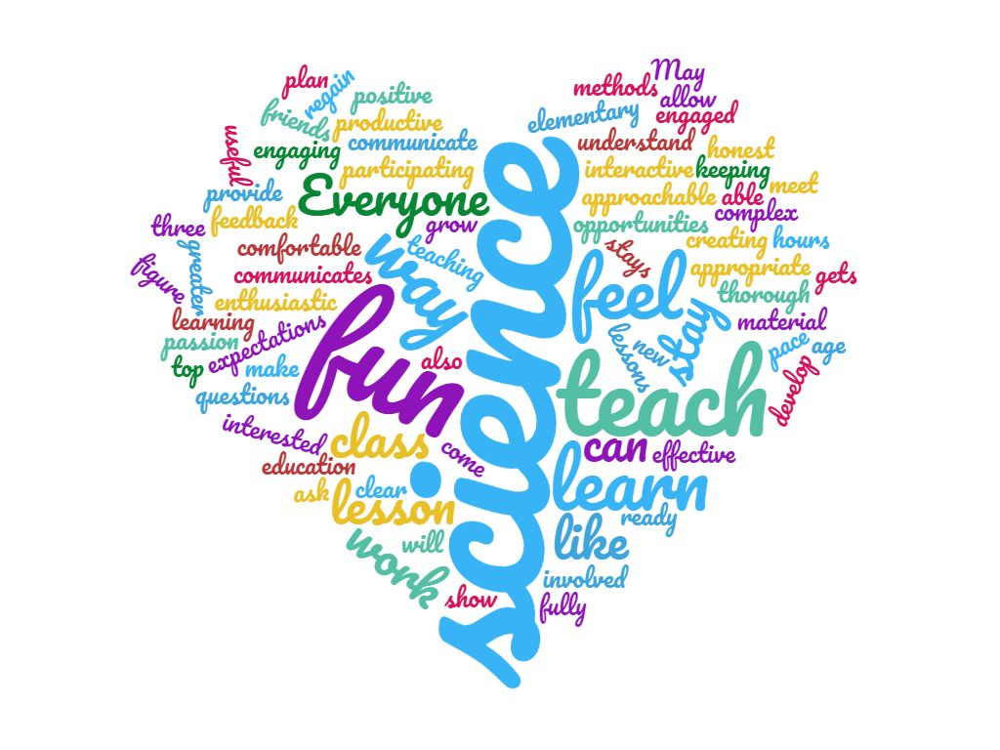 plan
regain
positive
friends
productive
useful
engaging
communicate
participating
provide
Everyone
three
feedback
grow
greater
comfortable
way
teaching
figure
communicates
enthusiastic
learning
expectations
fun
passion
top
make
also
questions
interested
class
come
education
ask
clear
lesson
work
will
show
science
May
methods
allow
elementary
engaged
understand
honest
interactive
keeping
approachable
able
meet
opportunities
complex
stays
creating
hours
feel
appropriate
gets
thorough
stay
material
lessons
new
pace
age
teach
develop
can
effective
learn
ready
like
involved
fully